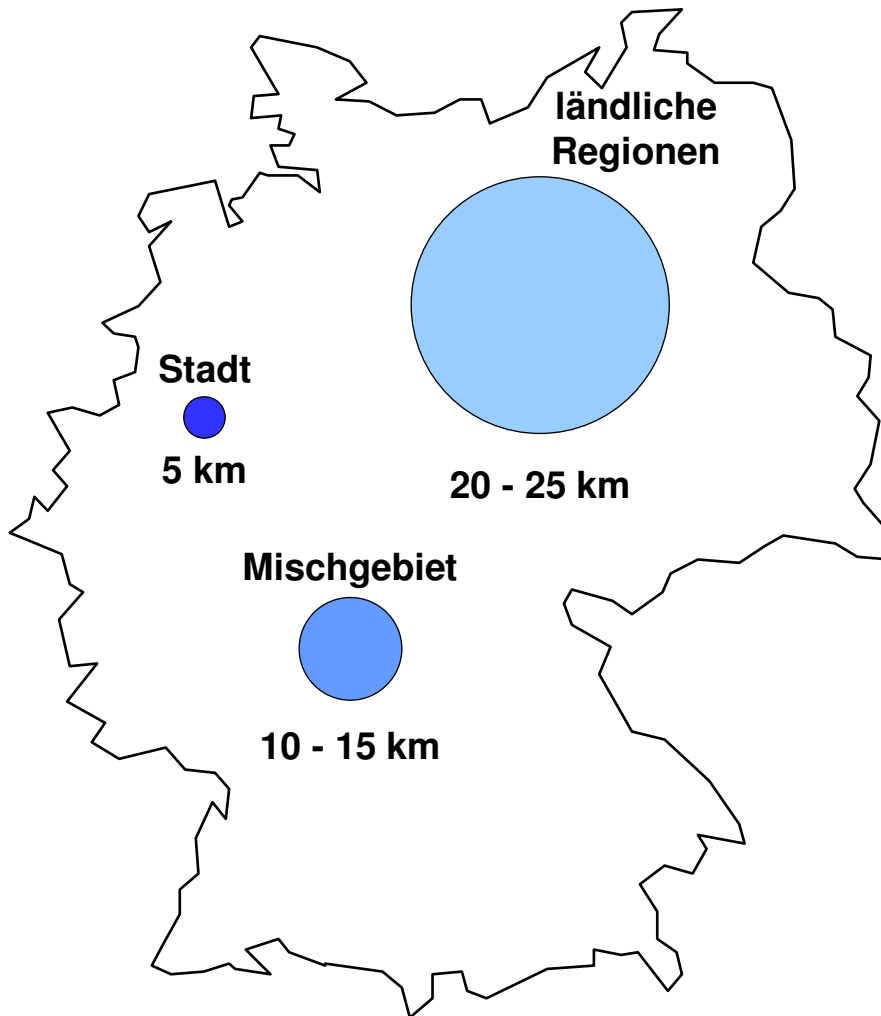 ländliche
Regionen
Stadt
5 km
20 - 25 km
Mischgebiet
10 - 15 km